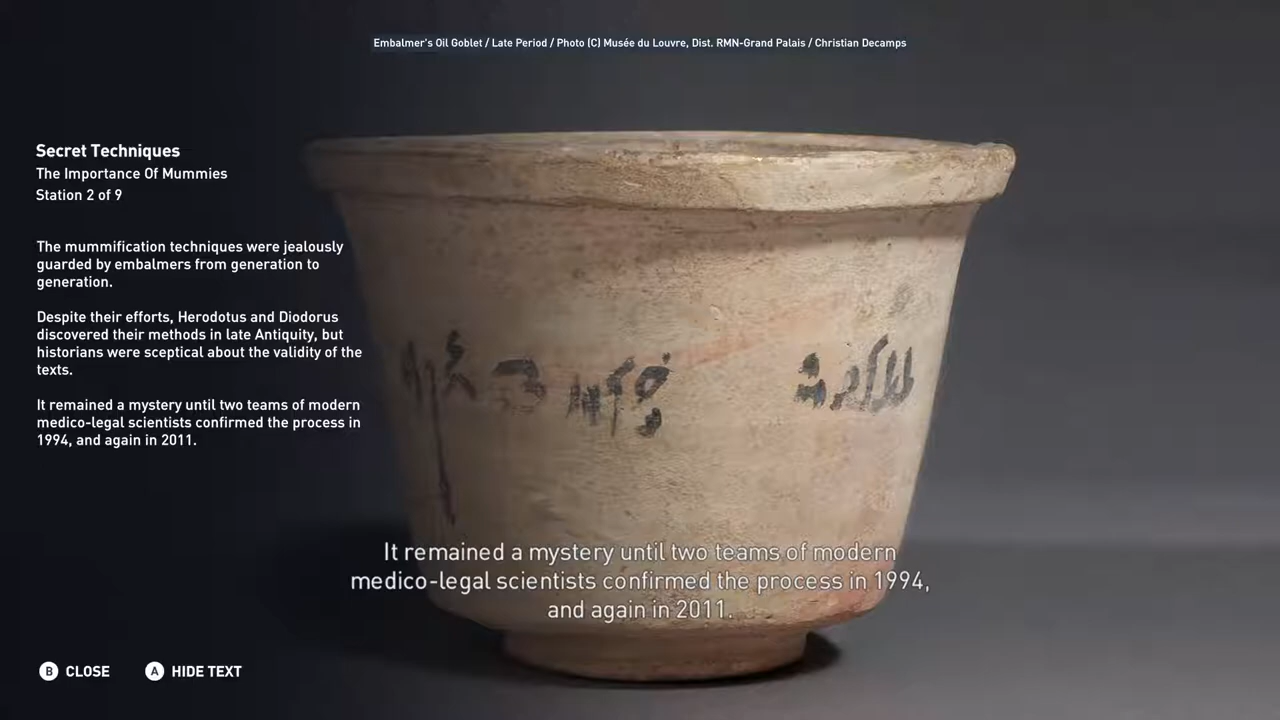 Embalmer's Oil Goblet / Late Period / Photo (C) Musée du Louvre, Dist. RMN-Grand Palais / Christian Decamps
Secret Techniques
The Importance Of Mummies
Station 2 of 9
The mummification techniques were jealously
guarded by embalmers from generation to
generation.
Despite their efforts, Herodotus and Diodorus
discovered their methods in late Antiquity, but
historians were sceptical about the validity of the
texts.
It remained a mystery until two teams of modern
medico-legal scientists confirmed the process in
1994, and again in 2011.
It remained a mystery until two teams of modern
medico-legal scientists confirmed the process in 1994,
and again in 2011.
B CLOSE A HIDE TEXT